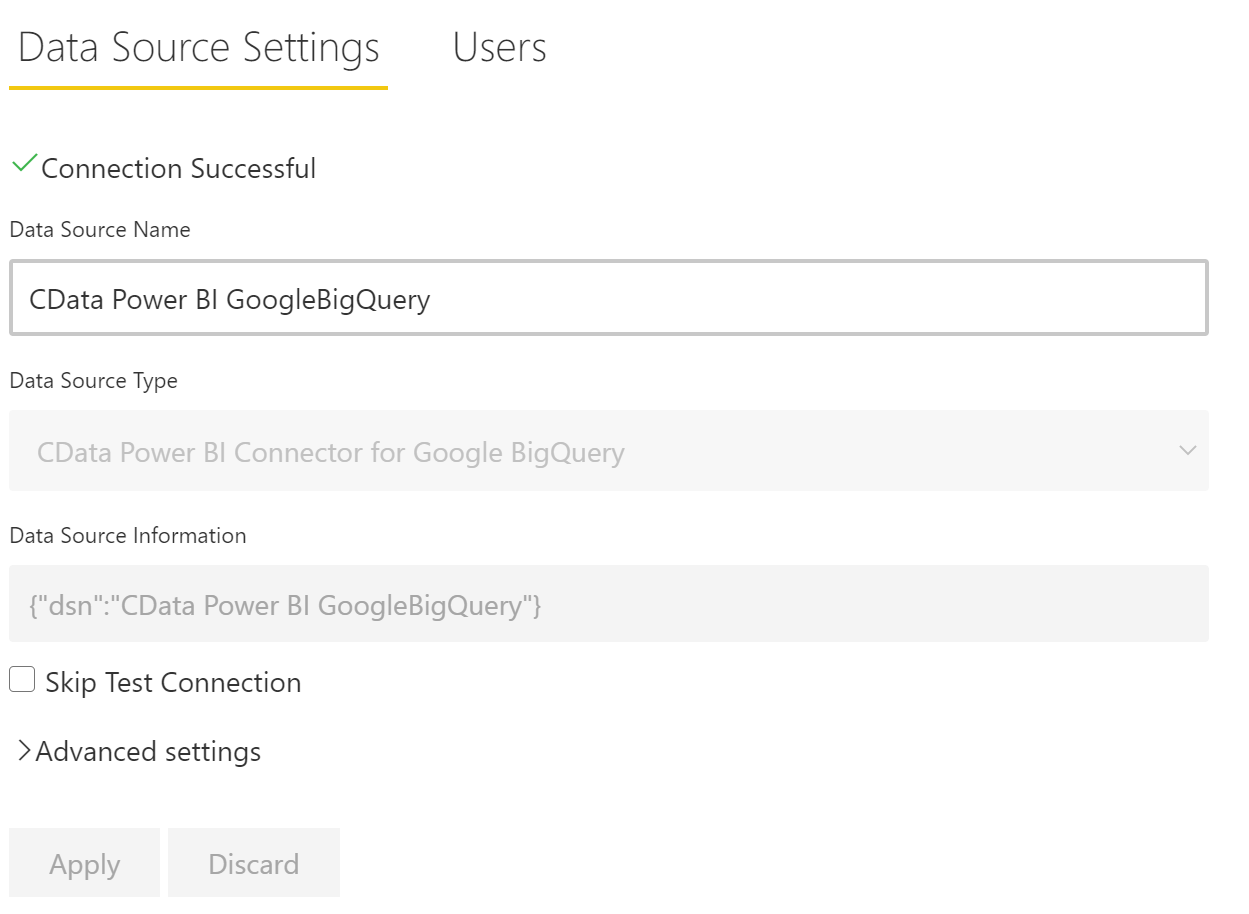 Data Source Settings Users
Connection Successful
Data Source Name
CData Power BI GoogleBigQuery
Data Source Type
CData Power BI Connector for Google BigQuery
Data Source Information
{"dsn":"CData Power BI GoogleBigQuery"}
Skip Test Connection
Advanced settings
Apply Discard